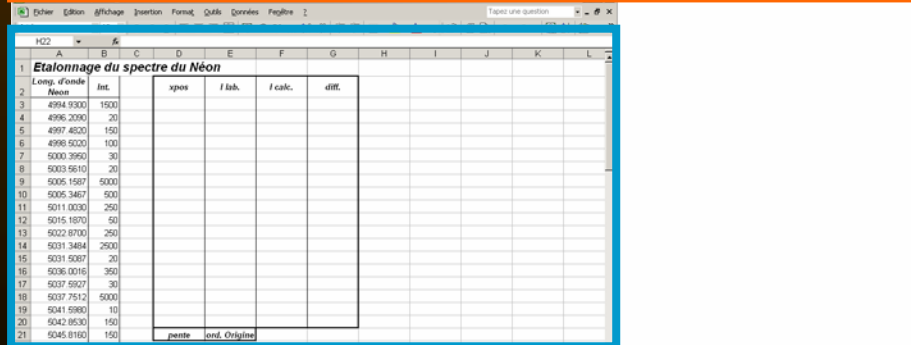 Fichier Edition Affichage Insertion Format Outils Données Fenêtre ? Tapez une question
H22 fx
A B C D E F G H I J K L
1 Etalonnage du spectre du Néon
2 Long. d'onde Neon Int. xpos l lab. l calc. diff.
3 4994.9300 1500
4 4996.2090 20
5 4997.4820 150
6 4998.5020 100
7 5000.3950 30
8 5003.5610 20
9 5005.1587 5000
10 5005.3467 500
11 5011.0030 250
12 5015.1870 50
13 5022.8700 250
14 5031.3484 2500
15 5031.5087 20
16 5036.0016 350
17 5037.5927 30
18 5037.7512 5000
19 5041.5980 10
20 5042.8530 150
21 5045.8160 150 pente ord. Origine